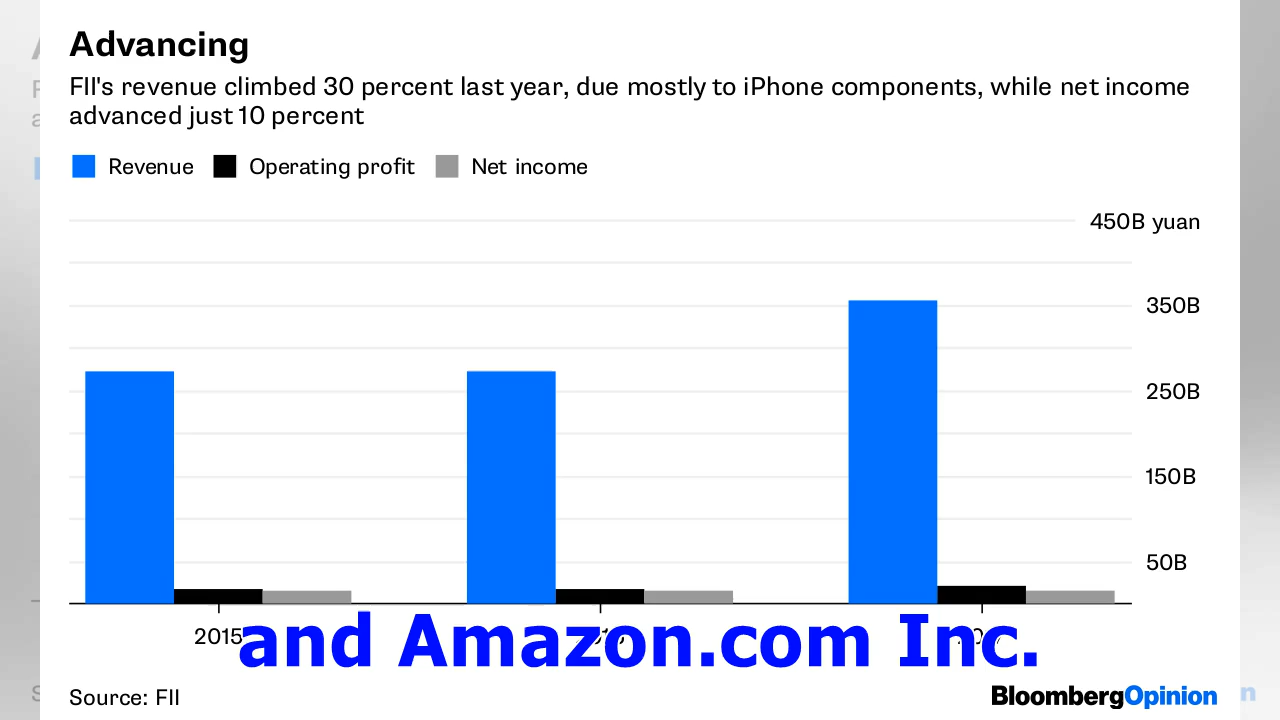 Advancing
FII's revenue climbed 30 percent last year, due mostly to iPhone components, while net income
advanced just 10 percent
Revenue Operating profit Net income
450B yuan
350B
250B
150B
50B
2015
and Amazon.com Inc.
Source: FII
BloombergOpinion